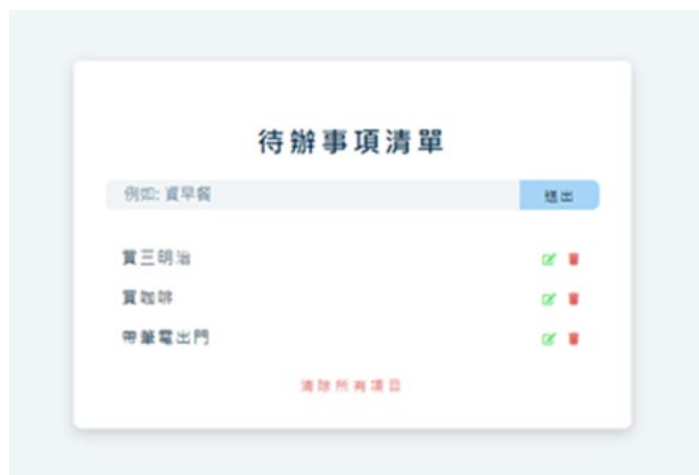 待辦事項清單
例如: 買早餐
送出
買三明治
買咖啡
帶筆電出門
清除所有項目